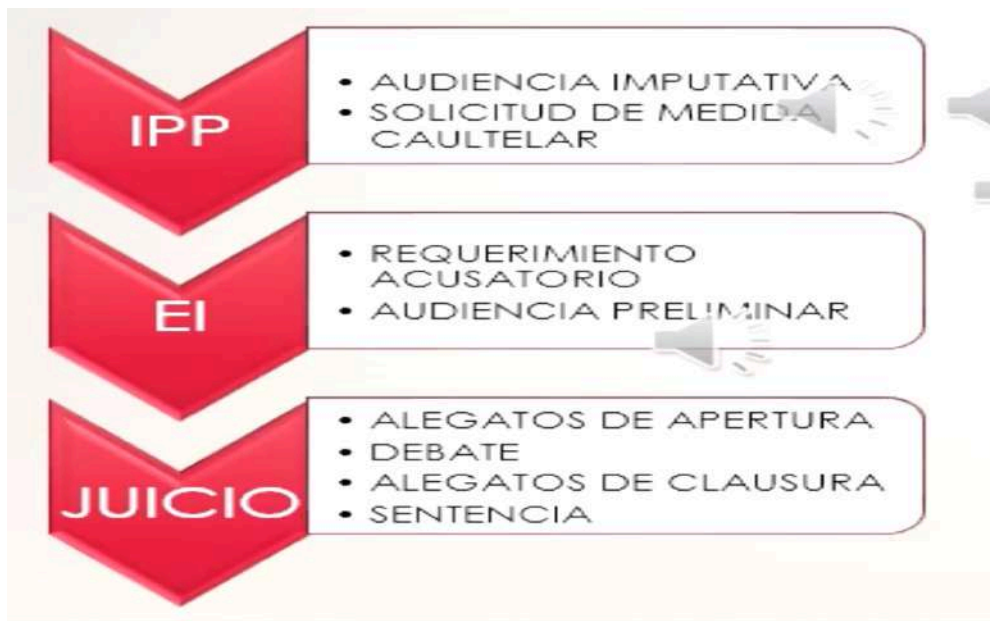 IPP
• AUDIENCIA IMPUTATIVA
• SOLICITUD DE MEDIDA
CAULTELAR
EI
• REQUERIMIENTO
ACUSATORIO
• AUDIENCIA PRELIMINAR
JUICIO
• ALEGATOS DE APERTURA
• DEBATE
• ALEGATOS DE CLAUSURA
• SENTENCIA